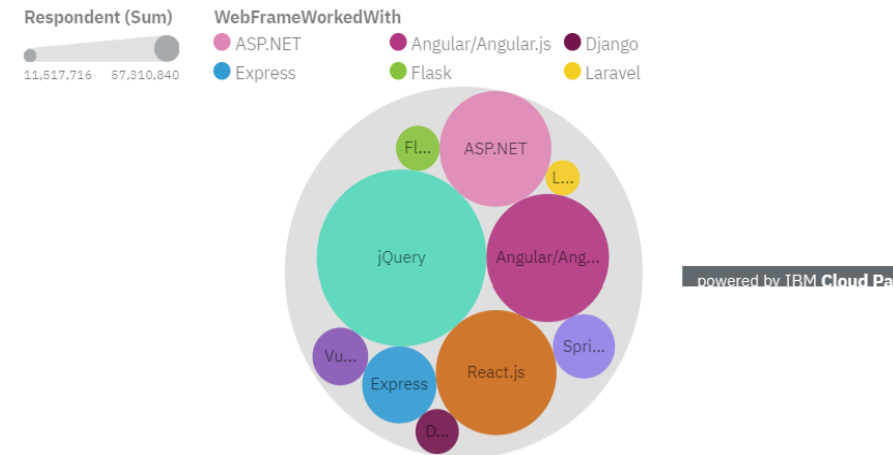 Respondent (Sum)
11,517,716 57,310,840
WebFrameWorkedWith
ASP.NET Angular/Angular.js Django
Express Flask Laravel
Fl...
ASP.NET
L...
jQuery
Angular/Ang...
Vu...
Express
React.js
Spri...
D...
powered by IBM Cloud Pa